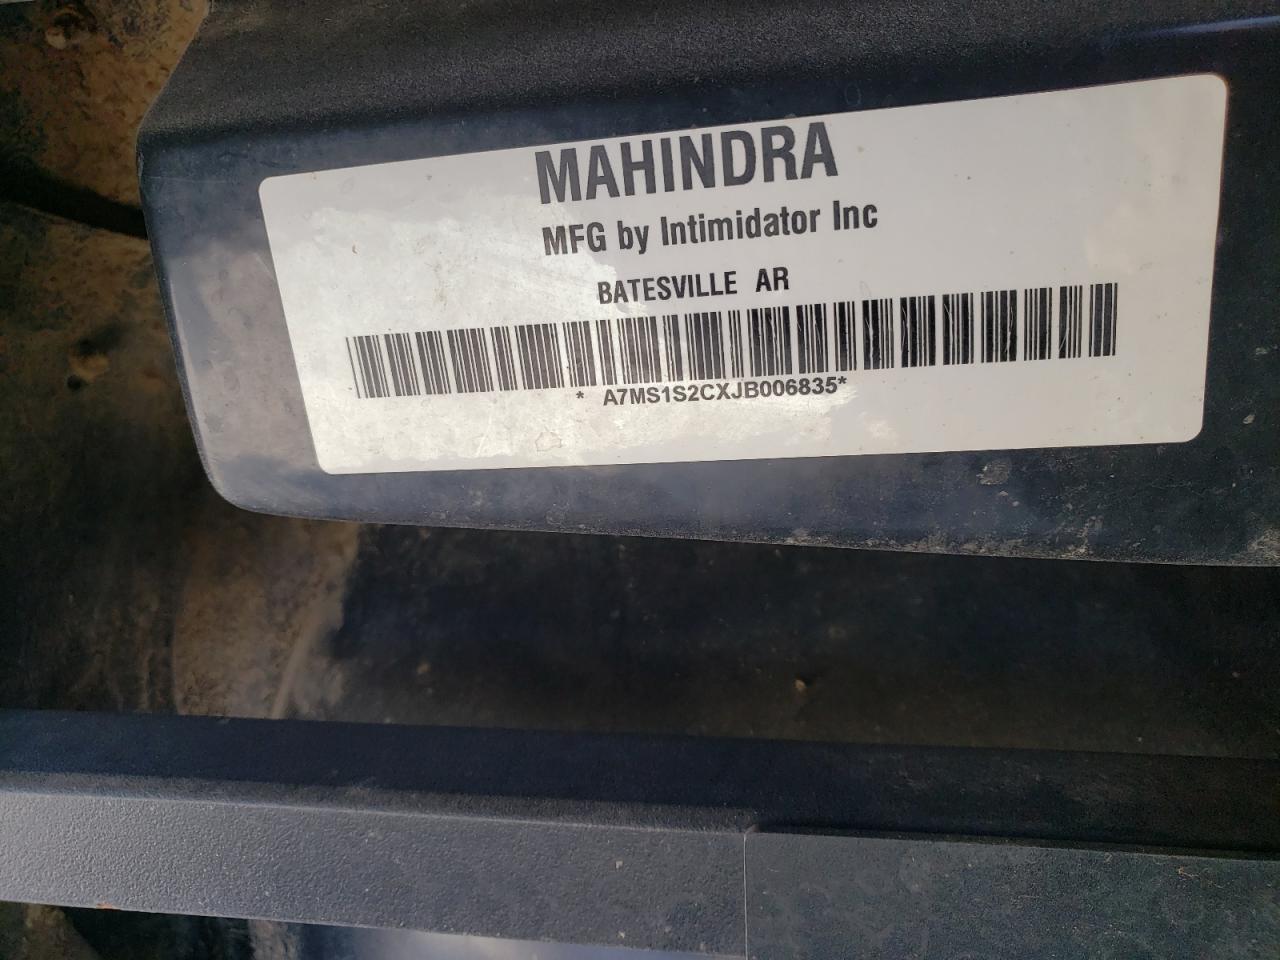 MAHINDRA
MFG by Intimidator Inc
BATESVILLE AR
* A7MS1S2CXJB006835*